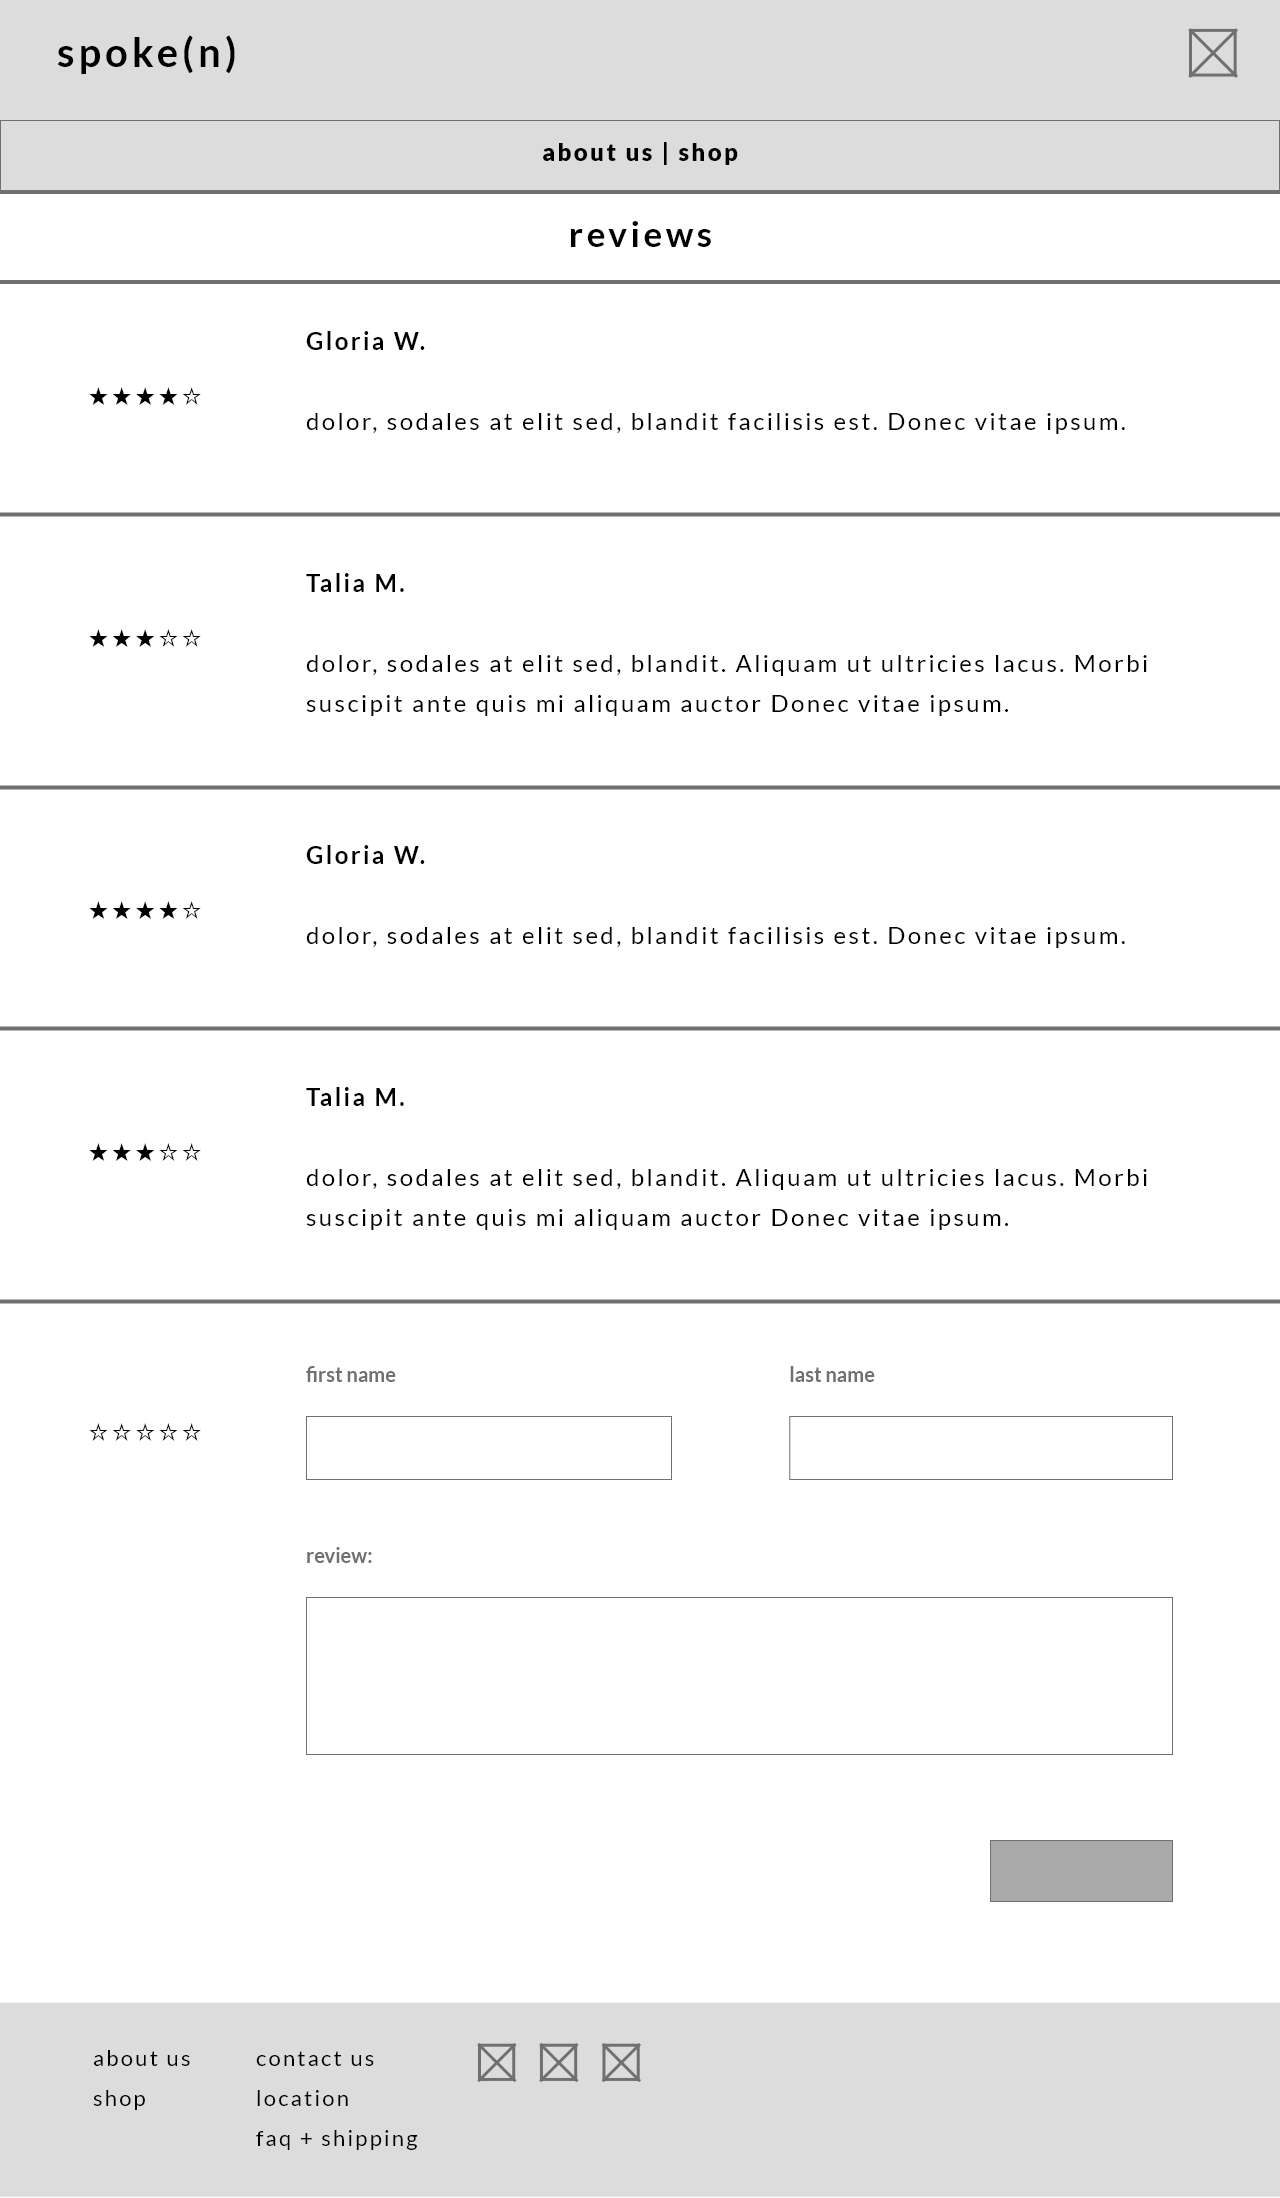 spoke(n)
about us | shop
reviews
Gloria W.
★★★★☆
dolor, sodales at elit sed, blandit facilisis est. Donec vitae ipsum.
Talia M.
★★★☆☆
dolor, sodales at elit sed, blandit. Aliquam ut ultricies lacus. Morbi
suscipit ante quis mi aliquam auctor Donec vitae ipsum.
Gloria W.
★★★★☆
dolor, sodales at elit sed, blandit facilisis est. Donec vitae ipsum.
Talia M.
★★★☆☆
dolor, sodales at elit sed, blandit. Aliquam ut ultricies lacus. Morbi
suscipit ante quis mi aliquam auctor Donec vitae ipsum.
first name
last name
☆☆☆☆☆
review:
about us
shop
contact us
location
faq + shipping